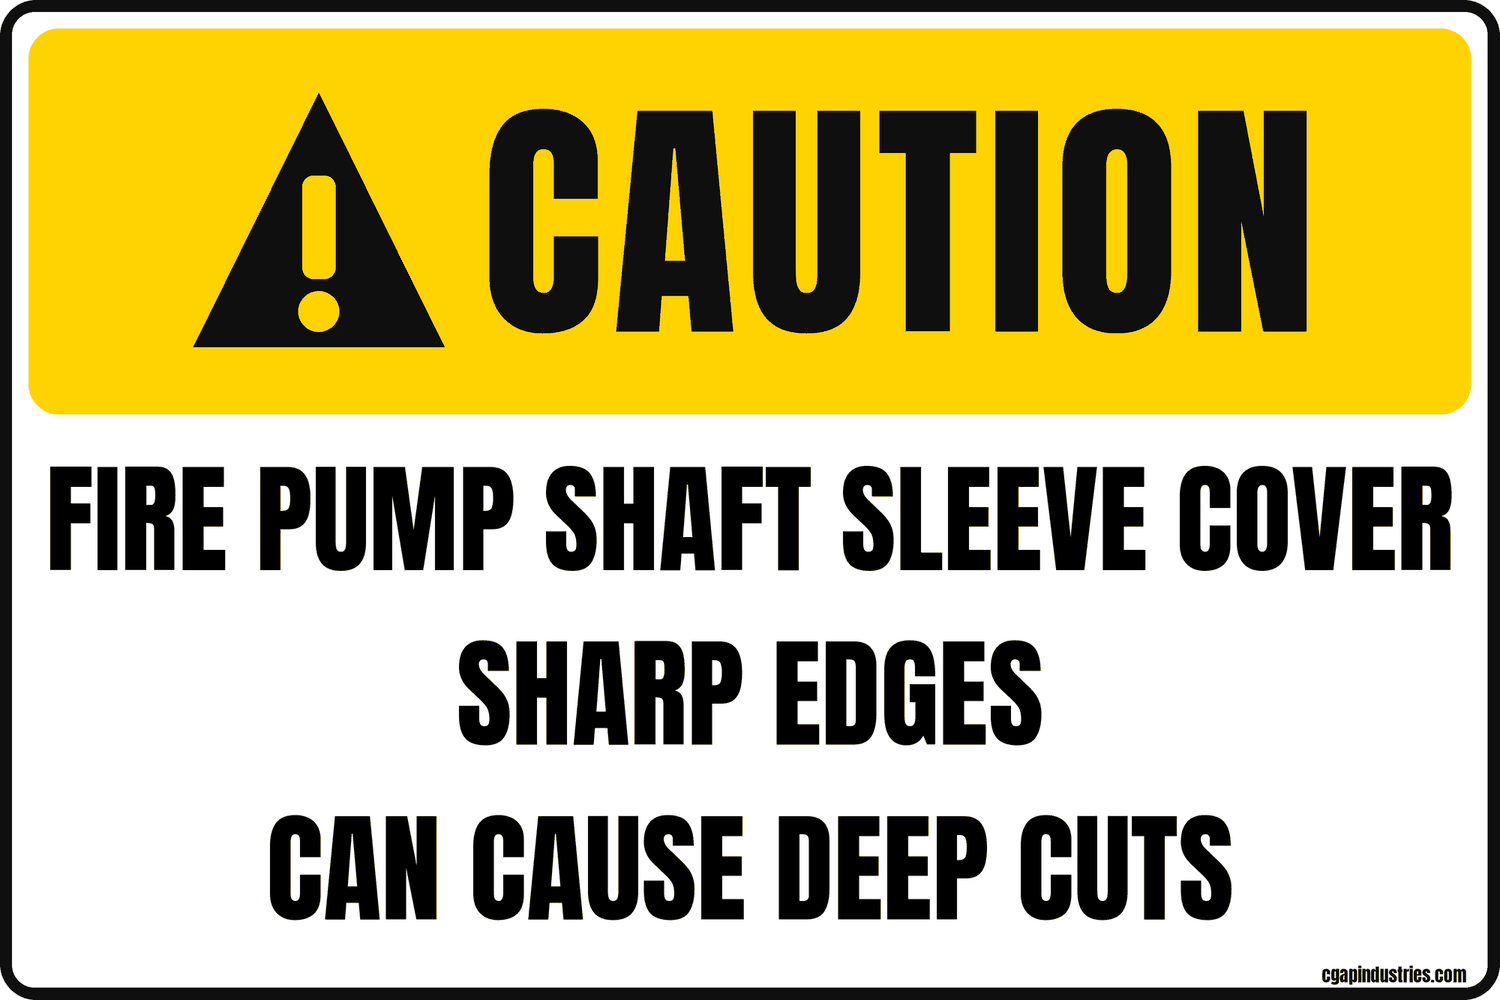 CAUTION
FIRE PUMP SHAFT SLEEVE COVER
SHARP EDGES
CAN CAUSE DEEP CUTS
cgapindustries.com